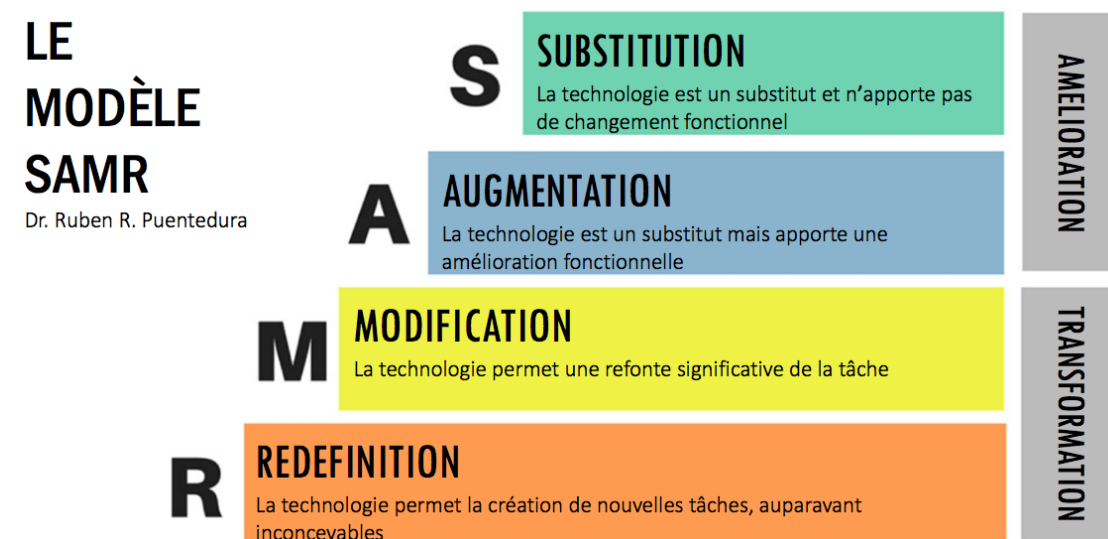 LE
MODÈLE
SAMR
Dr. Ruben R. Puentedura
S
SUBSTITUTION
La technologie est un substitut et n’apporte pas
de changement fonctionnel
A
AUGMENTATION
La technologie est un substitut mais apporte une
amélioration fonctionnelle
AMELIORATION
M
MODIFICATION
La technologie permet une refonte significative de la tâche
R
REDEFINITION
La technologie permet la création de nouvelles tâches, auparavant
inconcevables
TRANSFORMATION